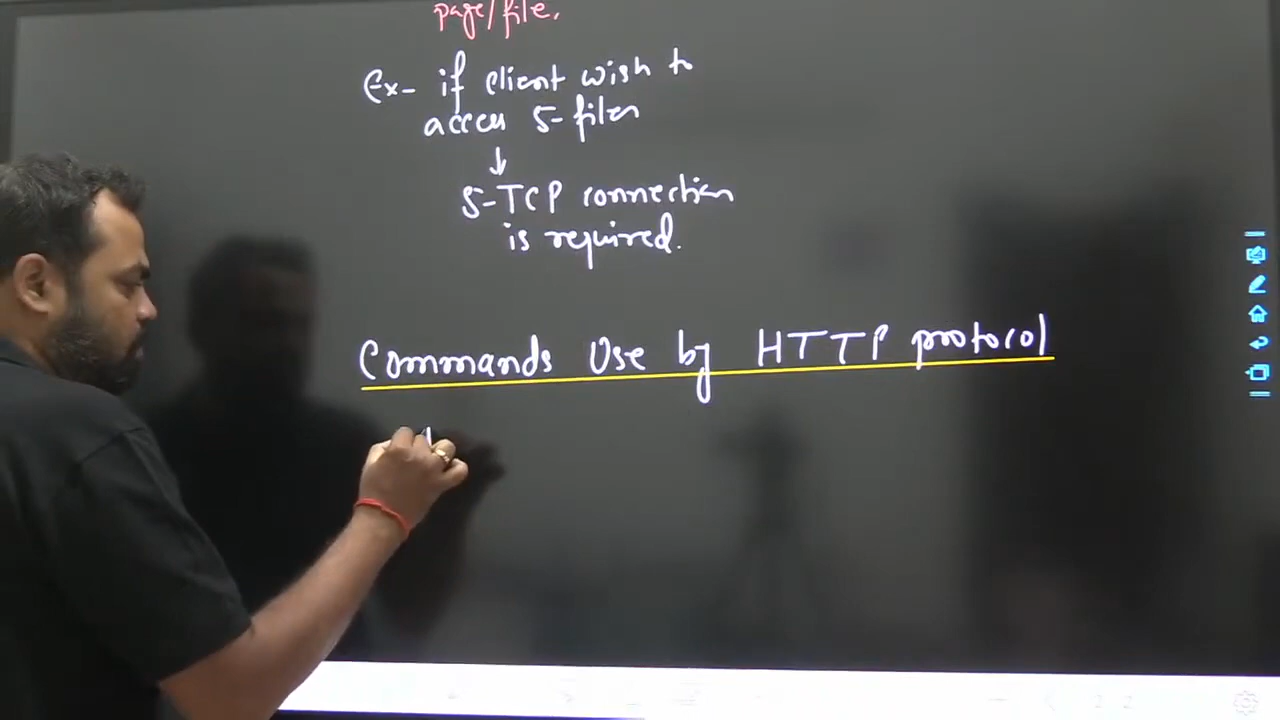 page/file.
Ex- if client wish to
access 5-files
↓
5-TCP connection
is required.
Commands Use by HTTP protocol